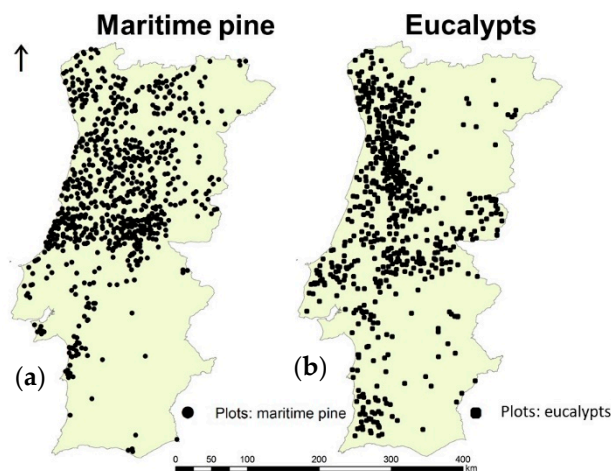 Maritime pine
Eucalypts
(a)
(b)
Plots: maritime pine
Plots: eucalypts
0 50 100 200 300 400
km